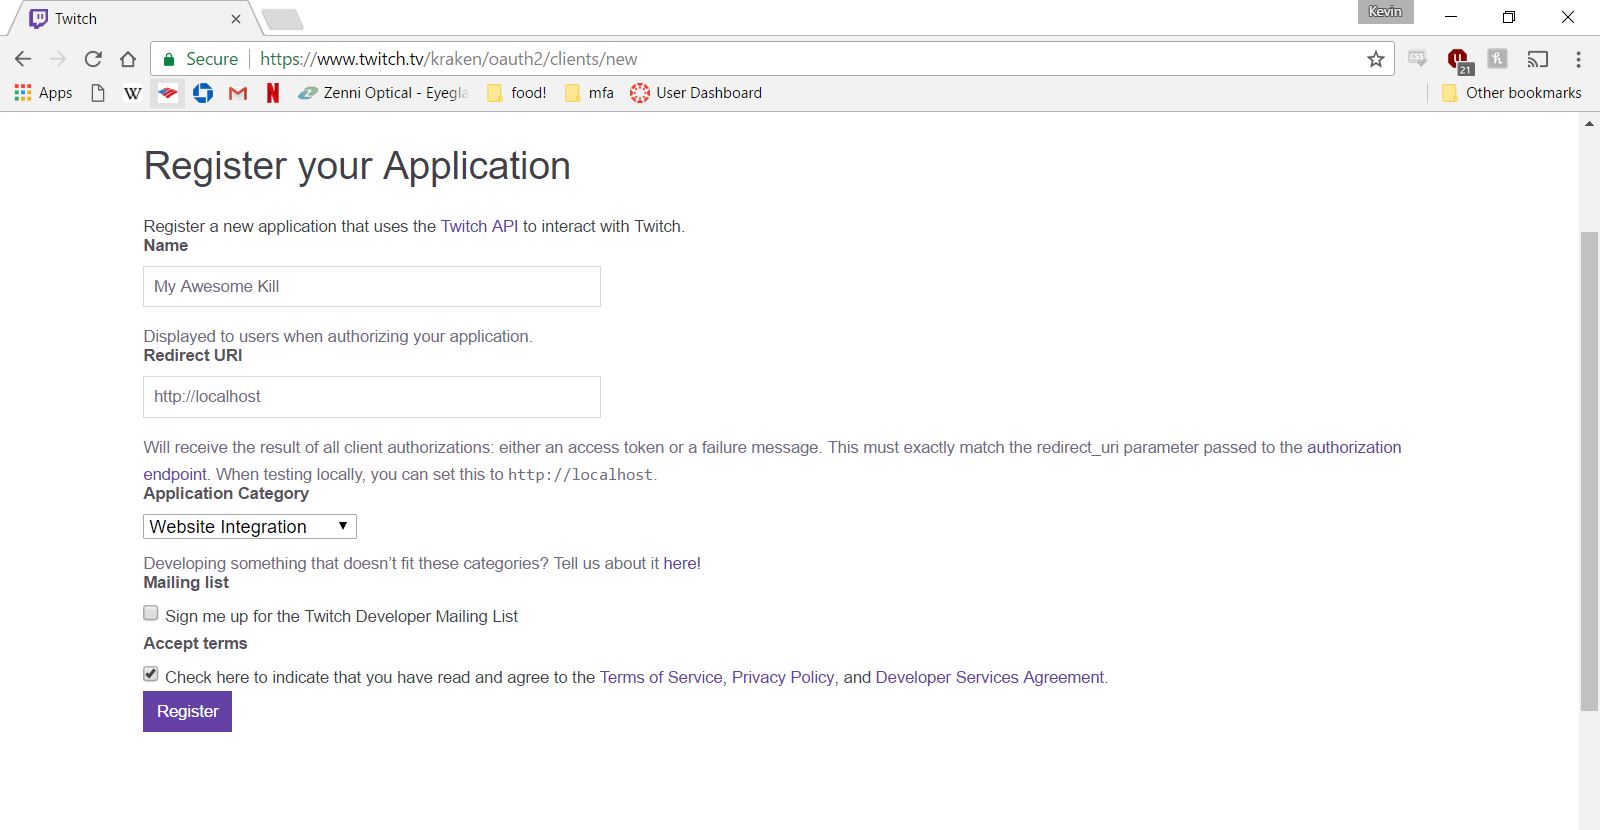 Twitch
Kevin
Secure https://www.twitch.tv/kraken/oauth2/clients/new
21
Apps W N Zenni Optical - Eyegla food! mfa User Dashboard Other bookmarks
Register your Application
Register a new application that uses the Twitch API to interact with Twitch.
Name
My Awesome Kill
Displayed to users when authorizing your application.
Redirect URI
http://localhost
Will receive the result of all client authorizations: either an access token or a failure message. This must exactly match the redirect_uri parameter passed to the authorization
endpoint. When testing locally, you can set this to http://localhost.
Application Category
Website Integration
Developing something that doesn’t fit these categories? Tell us about it here!
Mailing list
Sign me up for the Twitch Developer Mailing List
Accept terms
Check here to indicate that you have read and agree to the Terms of Service, Privacy Policy, and Developer Services Agreement.
Register